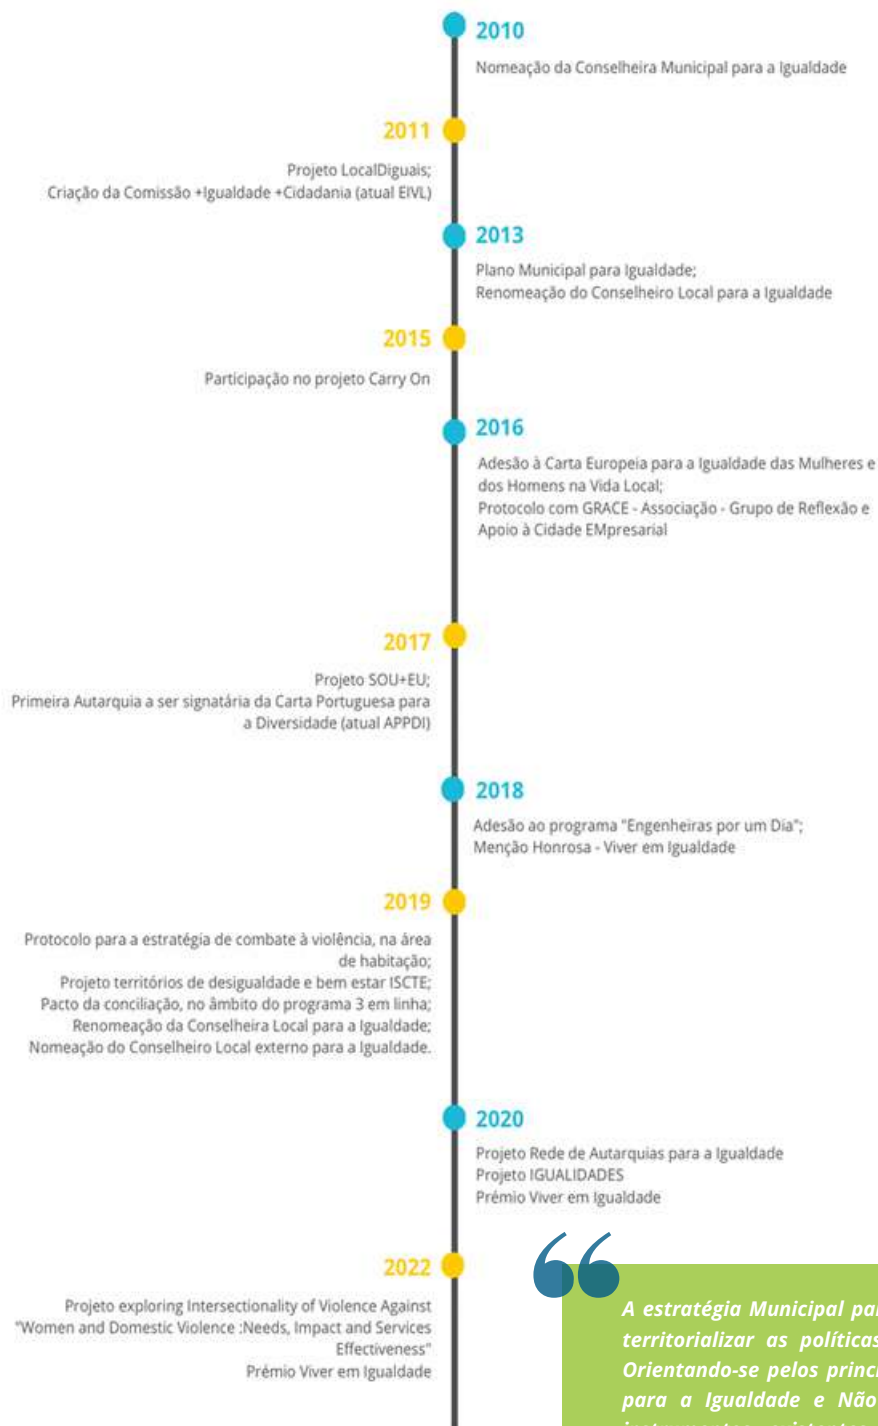 2010
Nomeação da Conselheira Municipal para a Igualdade
2011
Projeto LocalDiguais;
Criação da Comissão +Igualdade +Cidadania (atual EIVL)
2013
Plano Municipal para Igualdade;
Renomeação do Conselheiro Local para a Igualdade
2015
Participação no projeto Carry On
2016
Adesão à Carta Europeia para a Igualdade das Mulheres e
dos Homens na Vida Local;
Protocolo com GRACE - Associação - Grupo de Reflexão e
Apoio à Cidade EMpresarial
2017
Projeto SOU+EU;
Primeira Autarquia a ser signatária da Carta Portuguesa para
a Diversidade (atual APPDI)
2018
Adesão ao programa "Engenheiras por um Dia";
Menção Honrosa - Viver em Igualdade
2019
Protocolo para a estratégia de combate à violência, na área
de habitação;
Projeto territórios de desigualdade e bem estar ISCTE;
Pacto da conciliação, no âmbito do programa 3 em linha;
Renomeação da Conselheira Local para a Igualdade;
Nomeação do Conselheiro Local externo para a Igualdade.
2020
Projeto Rede de Autarquias para a Igualdade
Projeto IGUALIDADES
Prémio Viver em Igualdade
2022
Projeto exploring Intersectionality of Violence Against
"Women and Domestic Violence :Needs, Impact and Services
Effectiveness"
Prémio Viver em Igualdade
“
A estratégia Municipal
territorializar as políticas
Orientando-se pelos
para a Igualdade e Não